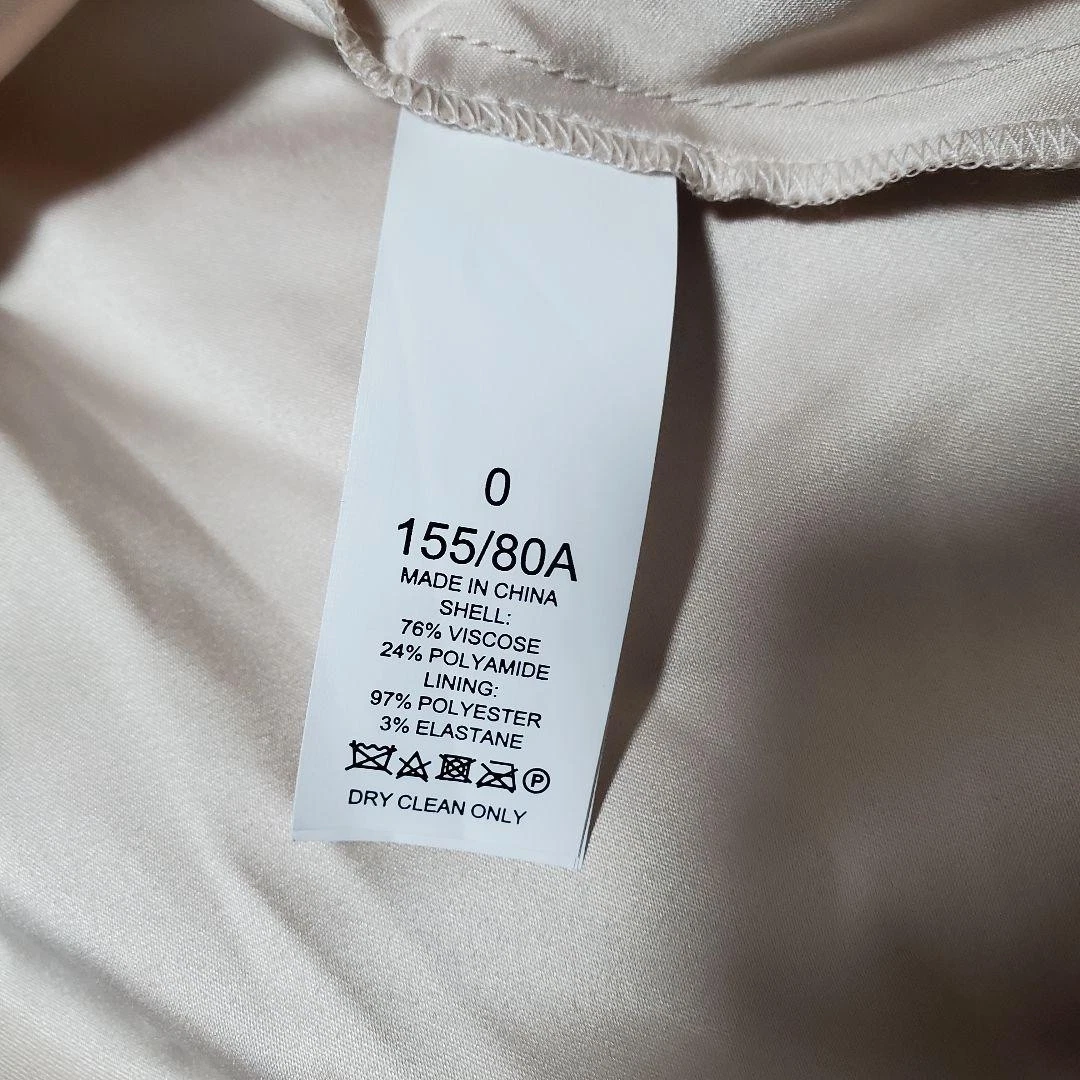 0
155/80A
MADE IN CHINA
SHELL:
76% VISCOSE
24% POLYAMIDE
LINING:
97% POLYESTER
3% ELASTANE
P
DRY CLEAN ONLY